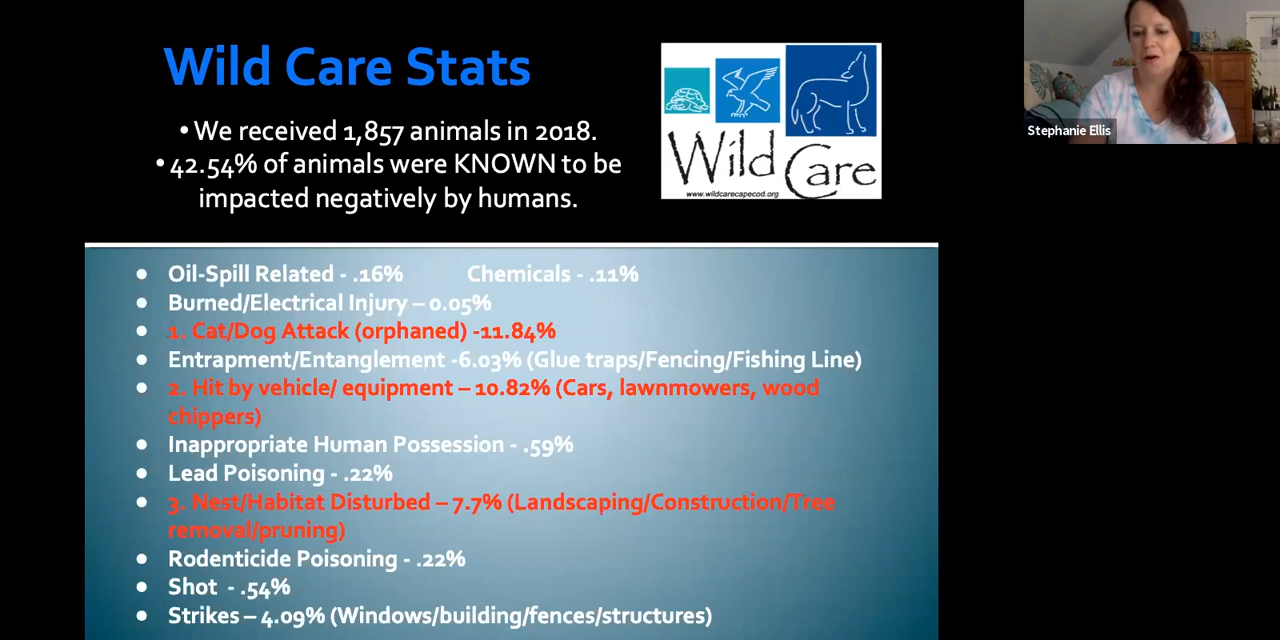 Wild Care Stats
• We received 1,857 animals in 2018.
• 42.54% of animals were KNOWN to be
impacted negatively by humans.
Wild Care
www.wildcarecapecod.org
Stephanie Ellis
• Oil-Spill Related - .16% Chemicals - .11%
• Burned/Electrical Injury – 0.05%
• 1. Cat/Dog Attack (orphaned) -11.84%
• Entrapment/Entanglement -6.03% (Glue traps/Fencing/Fishing Line)
• 2. Hit by vehicle/ equipment – 10.82% (Cars, lawnmowers, wood
chippers)
• Inappropriate Human Possession - .59%
• Lead Poisoning - .22%
• 3. Nest/Habitat Disturbed – 7.7% (Landscaping/Construction/Tree
removal/pruning)
• Rodenticide Poisoning - .22%
• Shot - .54%
• Strikes – 4.09% (Windows/building/fences/structures)